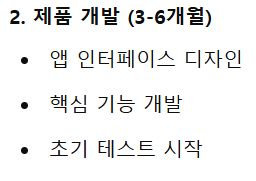 2. 제품 개발 (3-6개월)
• 앱 인터페이스 디자인
• 핵심 기능 개발
• 초기 테스트 시작